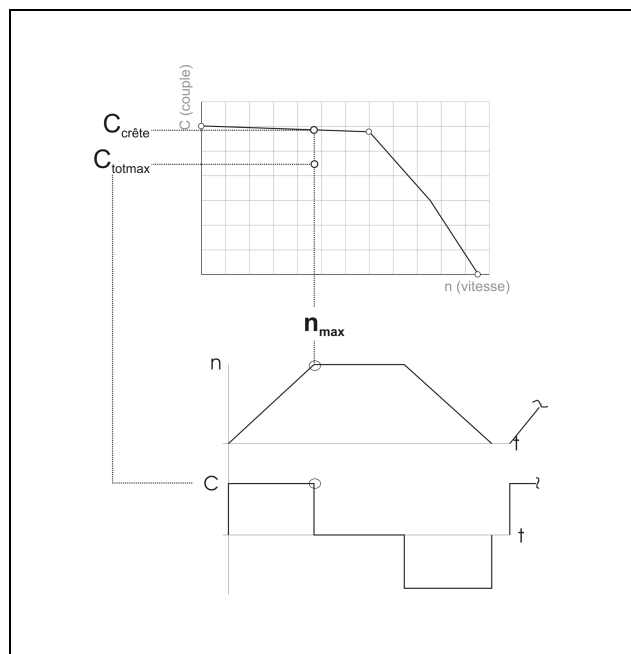 C (couple)
Ccrête
Ctotmax
n (vitesse)
nmax
n
t
C
t